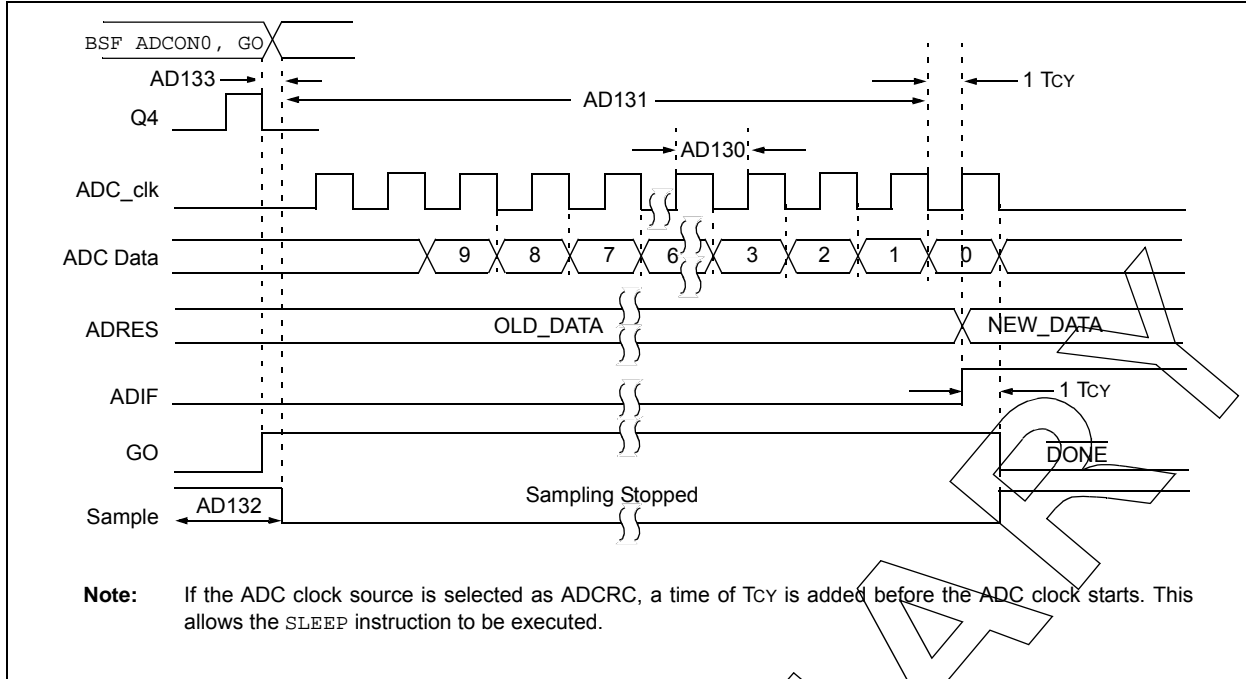 BSF ADCON0, GO
AD133
1 TCY
AD131
Q4
AD130
ADC_clk
ADC Data
9 8 7 6 3 2 1 0
ADRES
OLD_DATA
NEW_DATA
ADIF
1 TCY
GO
DONE
Sample
AD132
Sampling Stopped
Note: If the ADC clock source is selected as ADCRC, a time of TCY is added before the ADC clock starts. This
allows the SLEEP instruction to be executed.
A R Y